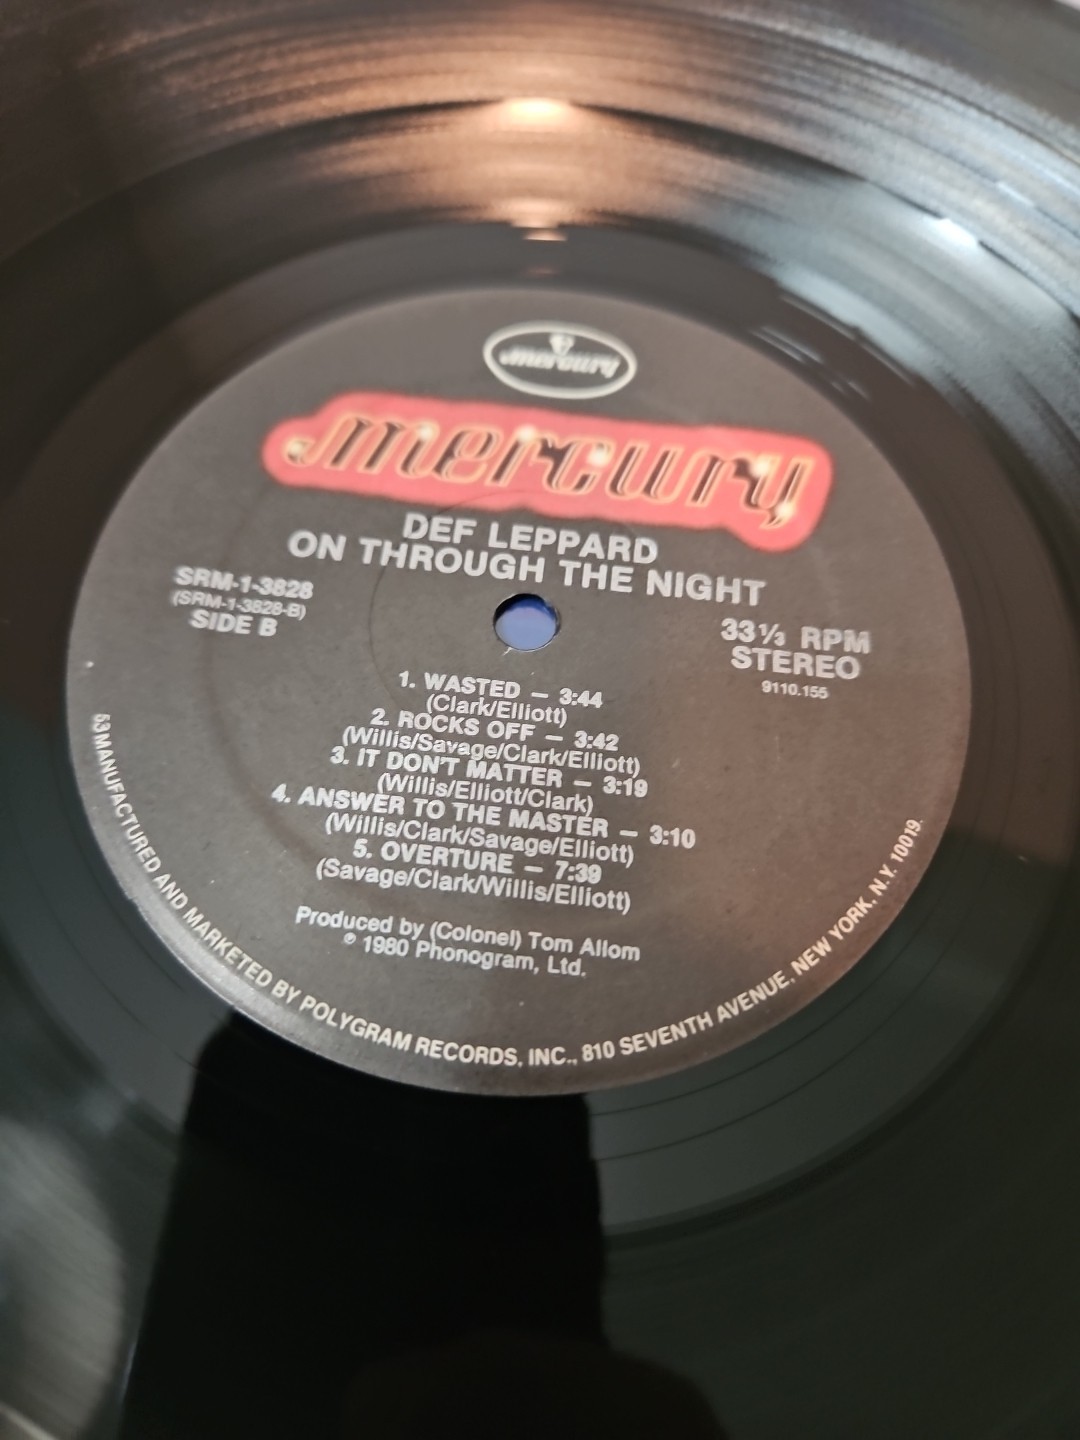 mercury
mercury
DEF LEPPARD
ON THROUGH THE NIGHT
SRM-1-3828
(SRM-1-3828-B)
SIDE B
33⅓ RPM
STEREO
9110.155
1. WASTED – 3:44
(Clark/Elliott)
2. ROCKS OFF – 3:42
(Willis/Savage/Clark/Elliott)
3. IT DON'T MATTER – 3:19
(Willis/Elliott/Clark)
4. ANSWER TO THE MASTER – 3:10
(Willis/Clark/Savage/Elliott)
5. OVERTURE – 7:39
(Savage/Clark/Willis/Elliott)
Produced by (Colonel) Tom Allom
℗ 1980 Phonogram, Ltd.
53 MANUFACTURED AND MARKETED BY POLYGRAM RECORDS, INC., 810 SEVENTH AVENUE, NEW YORK, N.Y. 10019.